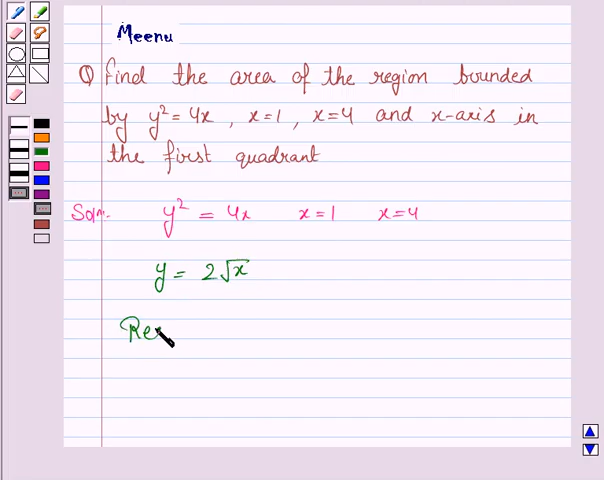 Meenu
Q Find the area of the region bounded
by y² = 4x , x=1 , x=4 and x-axis in
the first quadrant
Soln. y² = 4x x=1 x=4
y = 2√x
Re